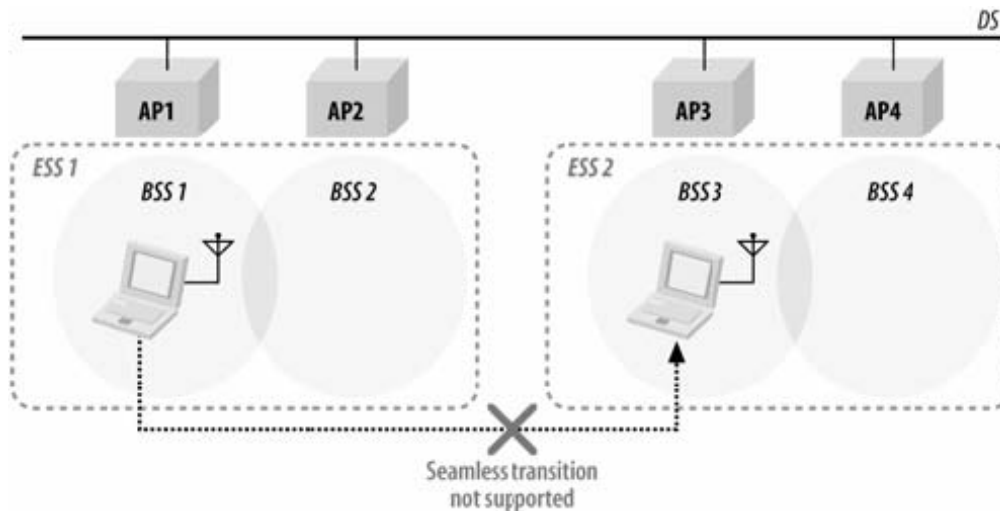 DS
AP1
AP2
AP3
AP4
ESS 1
BSS 1
BSS 2
ESS 2
BSS 3
BSS 4
Seamless transition
not supported